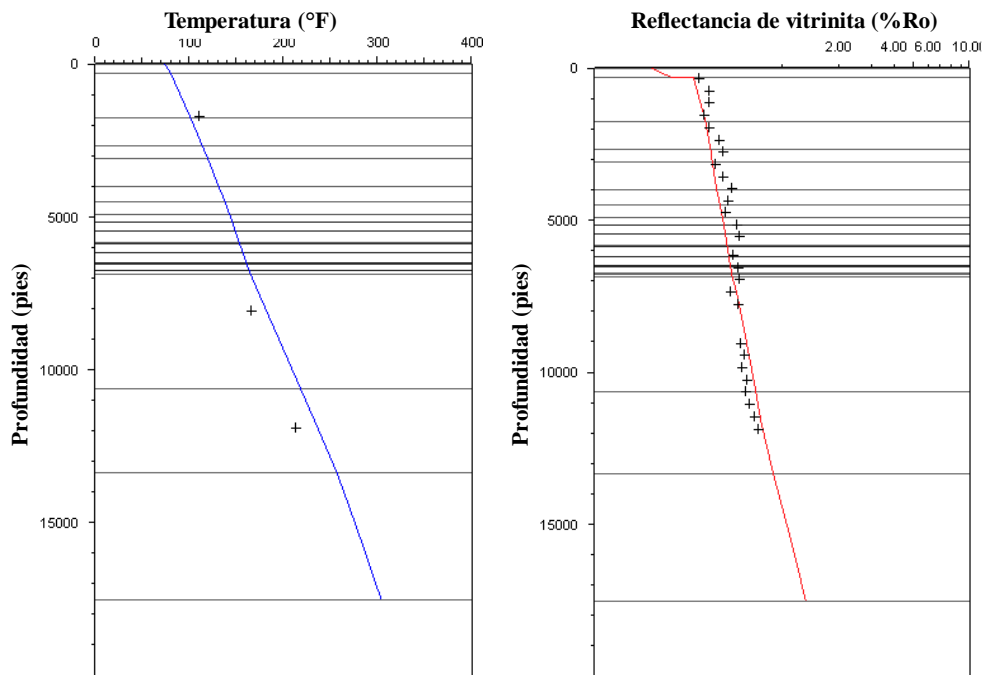 Temperatura (°F)
0 100 200 300 400
Profundidad (pies)
0
5000
10000
15000
Reflectancia de vitrinita (%Ro)
2.00 4.00 6.00 10.00
Profundidad (pies)
0
5000
10000
15000